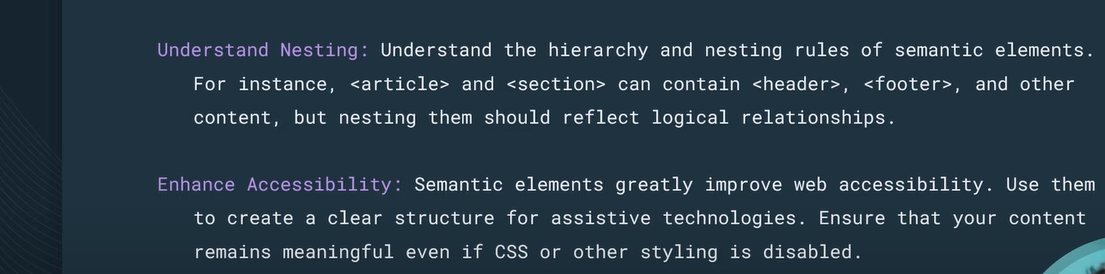 Understand Nesting: Understand the hierarchy and nesting rules of semantic elements.
For instance, <article> and <section> can contain <header>, <footer>, and other
content, but nesting them should reflect logical relationships.
Enhance Accessibility: Semantic elements greatly improve web accessibility. Use them
to create a clear structure for assistive technologies. Ensure that your content
remains meaningful even if CSS or other styling is disabled.